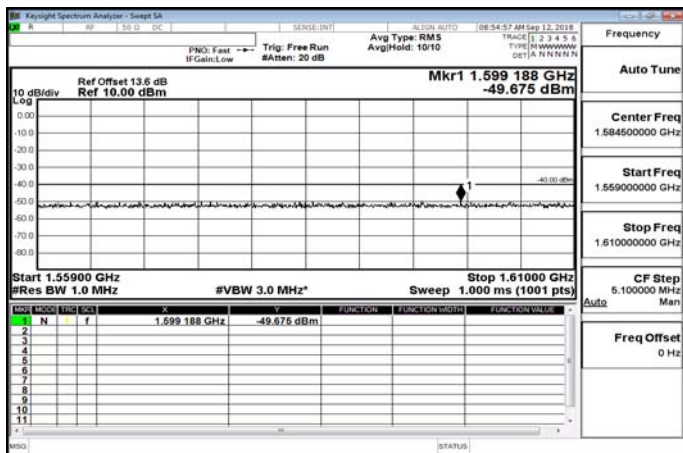 Keysight Spectrum Analyzer - Swept SA
R RF 50 Ω DC SENSE:INT ALIGN AUTO 08:54:57 AM Sep 12, 2018
PNO: Fast IFGain:Low Trig: Free Run #Atten: 20 dB Avg Type: RMS Avg|Hold: 10/10
TRACE 1 2 3 4 5 6
TYPE M WWWWW
DET A N N N N N
Frequency
Mkr1 1.599 188 GHz
-49.675 dBm
Ref Offset 13.6 dB
10 dB/div Ref 10.00 dBm
Log
0.00
-10.0
-20.0
-30.0
-40.0
-50.0
-60.0
-70.0
-80.0
-40.00 dBm
1
Start 1.55900 GHz Stop 1.61000 GHz
#Res BW 1.0 MHz #VBW 3.0 MHz* Sweep 1.000 ms (1001 pts)
MKR MODE TRC SCL X Y FUNCTION FUNCTION WIDTH FUNCTION VALUE
1 N 1 f 1.599 188 GHz -49.675 dBm
2
3
4
5
6
7
8
9
10
11
MSG STATUS
Auto Tune
Center Freq
1.584500000 GHz
Start Freq
1.559000000 GHz
Stop Freq
1.610000000 GHz
CF Step
5.100000 MHz
Auto Man
Freq Offset
0 Hz